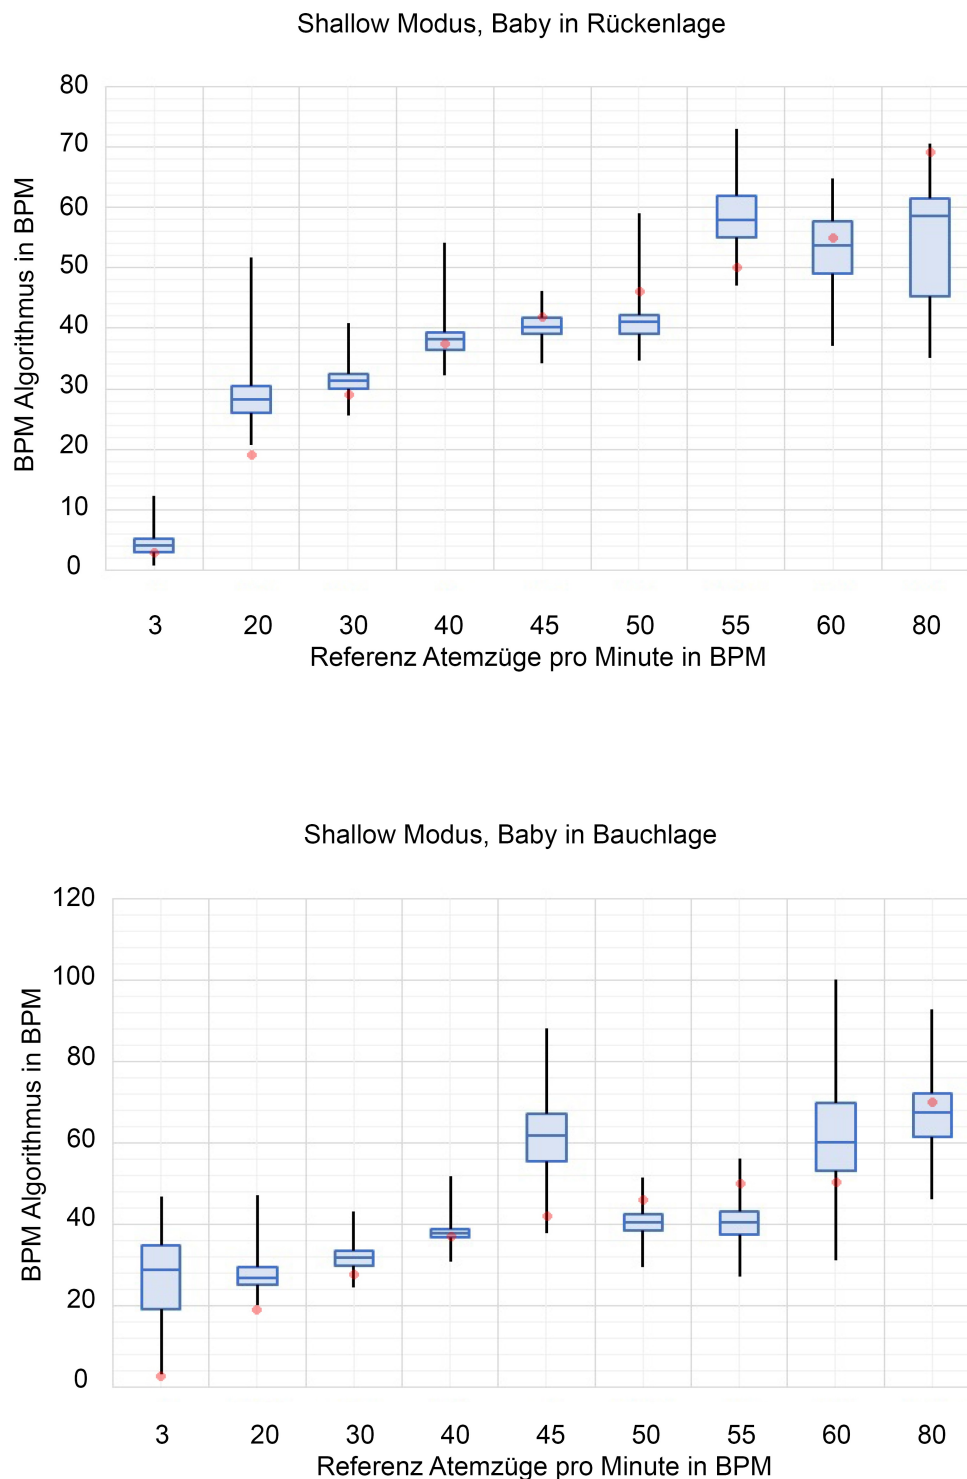 Shallow Modus, Baby in Rückenlage
80
70
60
50
40
30
20
10
0
BPM Algorithmus in BPM
3 20 30 40 45 50 55 60 80
Referenz Atemzüge pro Minute in BPM
Shallow Modus, Baby in Bauchlage
120
100
80
60
40
20
0
BPM Algorithmus in BPM
3 20 30 40 45 50 55 60 80
Referenz Atemzüge pro Minute in BPM